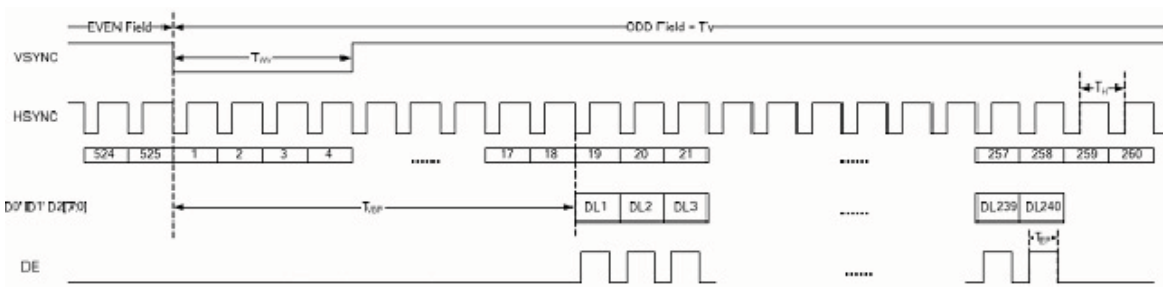 EVEN Field ODD Field - Tv
VSYNC
HSYNC
524 525 1 2 3 4 ....... 17 18 19 20 21 ....... 257 258 259 260
DL1 DL2 DL3 ....... DL239 DL240
DE .......